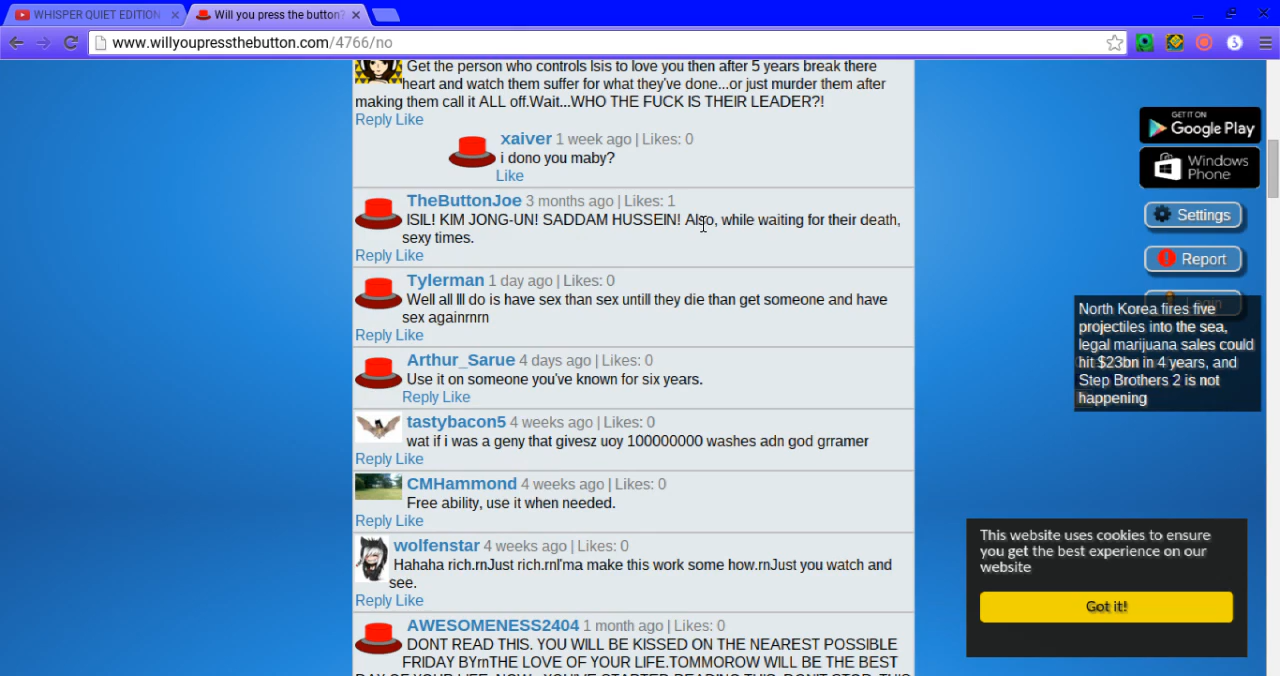 WHISPER QUIET EDITION
Will you press the button?
www.willyoupressthebutton.com/4766/no
Get the person who controls Isis to love you then after 5 years break there
heart and watch them suffer for what they've done...or just murder them after
making them call it ALL off.Wait...WHO THE FUCK IS THEIR LEADER?!
Reply Like
xaiver 1 week ago | Likes: 0
i dono you maby?
Like
TheButtonJoe 3 months ago | Likes: 1
ISIL! KIM JONG-UN! SADDAM HUSSEIN! Also, while waiting for their death,
sexy times.
Reply Like
Tylerman 1 day ago | Likes: 0
Well all Ill do is have sex than sex untill they die than get someone and have
sex againrnrn
Reply Like
Arthur_Sarue 4 days ago | Likes: 0
Use it on someone you've known for six years.
Reply Like
tastybacon5 4 weeks ago | Likes: 0
wat if i was a geny that givesz uoy 100000000 washes adn god grramer
Reply Like
CMHammond 4 weeks ago | Likes: 0
Free ability, use it when needed.
Reply Like
wolfenstar 4 weeks ago | Likes: 0
Hahaha rich.rnJust rich.rnI'ma make this work some how.rnJust you watch and
see.
Reply Like
AWESOMENESS2404 1 month ago | Likes: 0
DONT READ THIS. YOU WILL BE KISSED ON THE NEAREST POSSIBLE
FRIDAY BYrnTHE LOVE OF YOUR LIFE.TOMMOROW WILL BE THE BEST
DAY OF YOUR LIFE. NOW.. YOU'VE STARTED READING THIS, DON'T STOP. THIS
GET IT ON
Google Play
Windows
Phone
Settings
Report
Login
North Korea fires five
projectiles into the sea,
legal marijuana sales could
hit $23bn in 4 years, and
Step Brothers 2 is not
happening
This website uses cookies to ensure
you get the best experience on our
website
Got it!